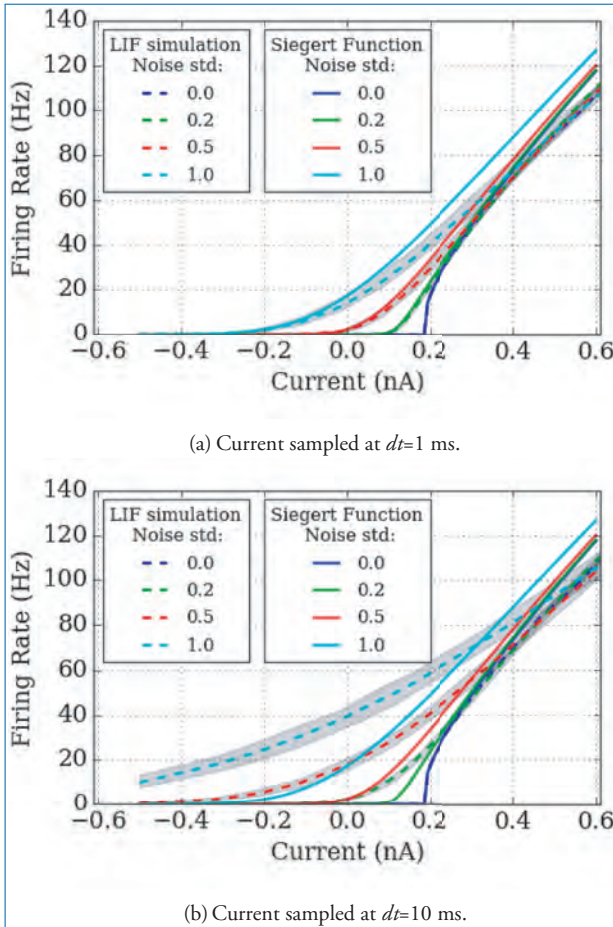 140
120
100
80
60
40
20
0
Firing Rate (Hz)
LIF simulation
Noise std:
0.0
0.2
0.5
1.0
Siegert Function
Noise std:
0.0
0.2
0.5
1.0
−0.6 −0.4 −0.2 0.0 0.2 0.4 0.6
Current (nA)
(a) Current sampled at dt=1 ms.
140
120
100
80
60
40
20
0
Firing Rate (Hz)
LIF simulation
Noise std:
0.0
0.2
0.5
1.0
Siegert Function
Noise std:
0.0
0.2
0.5
1.0
−0.6 −0.4 −0.2 0.0 0.2 0.4 0.6
Current (nA)
(b) Current sampled at dt=10 ms.